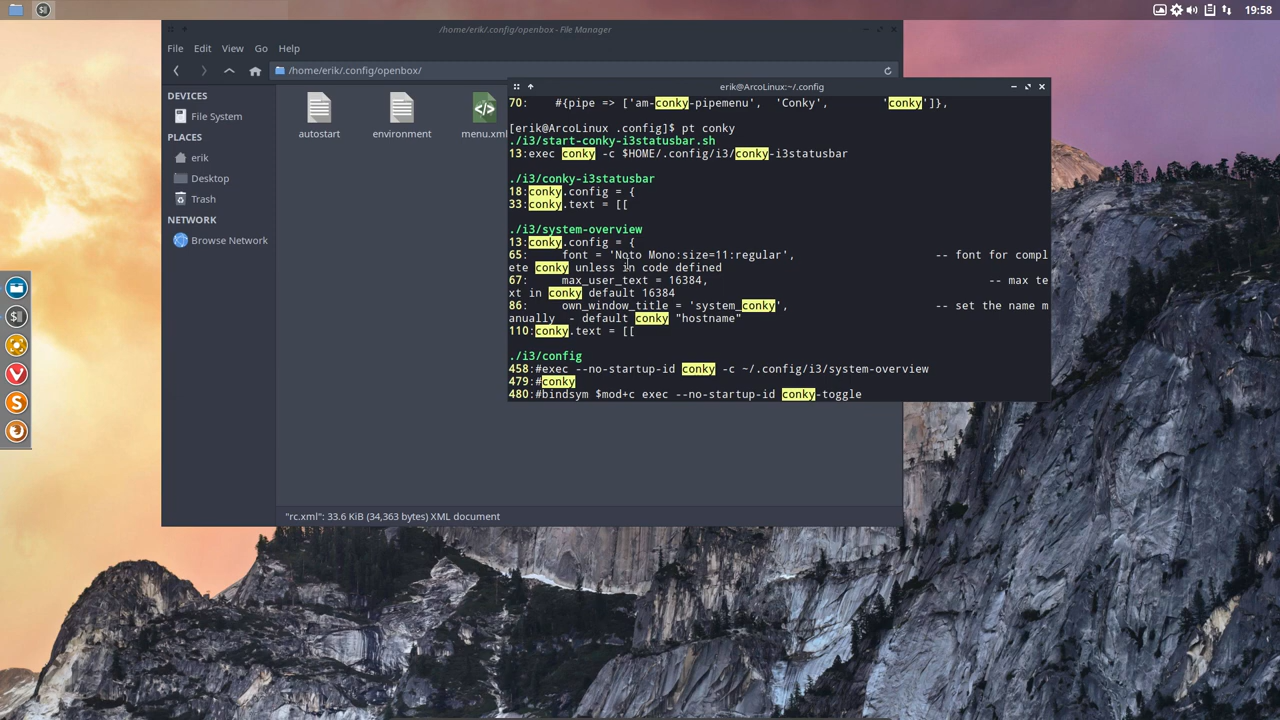 19:58
/home/erik/.config/openbox - File Manager
File Edit View Go Help
/home/erik/.config/openbox/
DEVICES
File System
PLACES
erik
Desktop
Trash
NETWORK
Browse Network
autostart
environment
menu.xml
"rc.xml": 33.6 KiB (34,363 bytes) XML document
erik@ArcoLinux:~/.config
70:    #{pipe => ['am-conky-pipemenu',  'Conky',        'conky']},
[erik@ArcoLinux .config]$ pt conky
./i3/start-conky-i3statusbar.sh
13:exec conky -c $HOME/.config/i3/conky-i3statusbar
./i3/conky-i3statusbar
18:conky.config = {
33:conky.text = [[
./i3/system-overview
13:conky.config = {
65:    font = 'Noto Mono:size=11:regular',                -- font for compl
ete conky unless in code defined
67:    max_user_text = 16384,                                -- max te
xt in conky default 16384
86:    own_window_title = 'system_conky',                 -- set the name m
anually  - default conky "hostname"
110:conky.text = [[
./i3/config
458:#exec --no-startup-id conky -c ~/.config/i3/system-overview
479:#conky
480:#bindsym $mod+c exec --no-startup-id conky-toggle